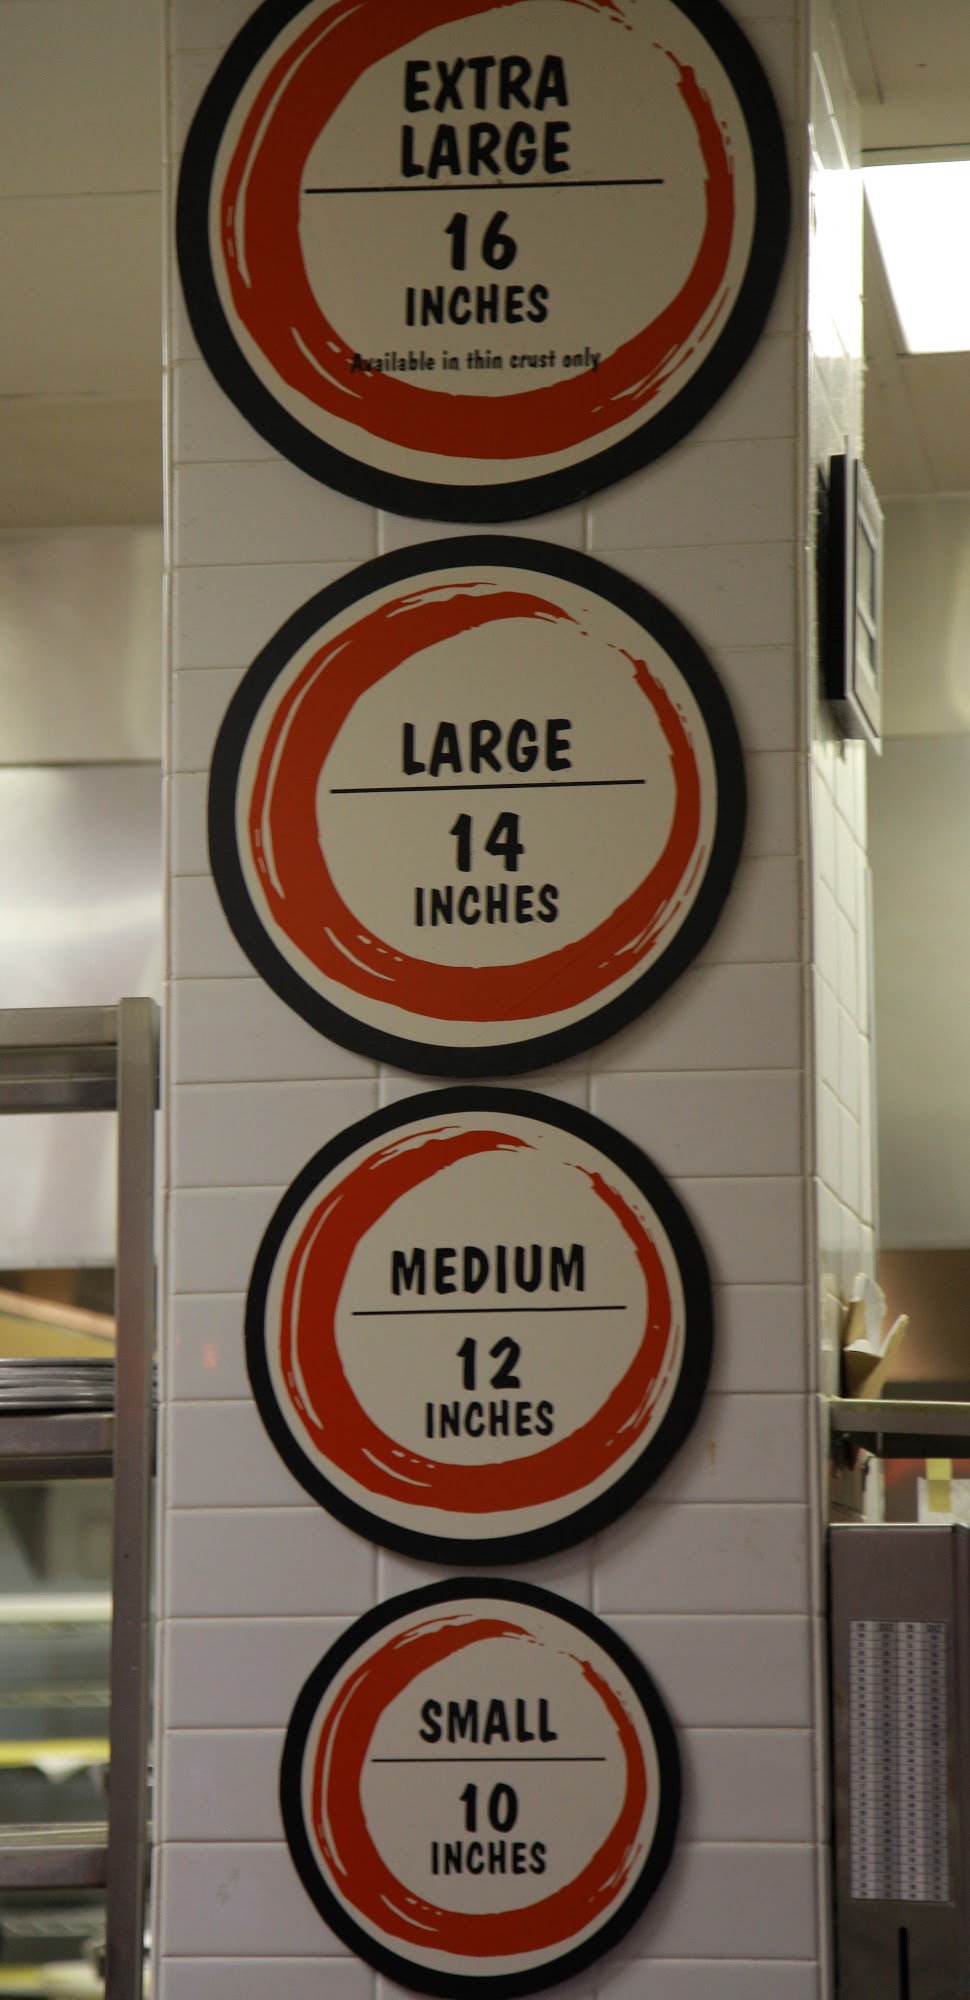 EXTRA
LARGE
16
INCHES
Available in thin crust only
LARGE
14
INCHES
MEDIUM
12
INCHES
SMALL
10
INCHES